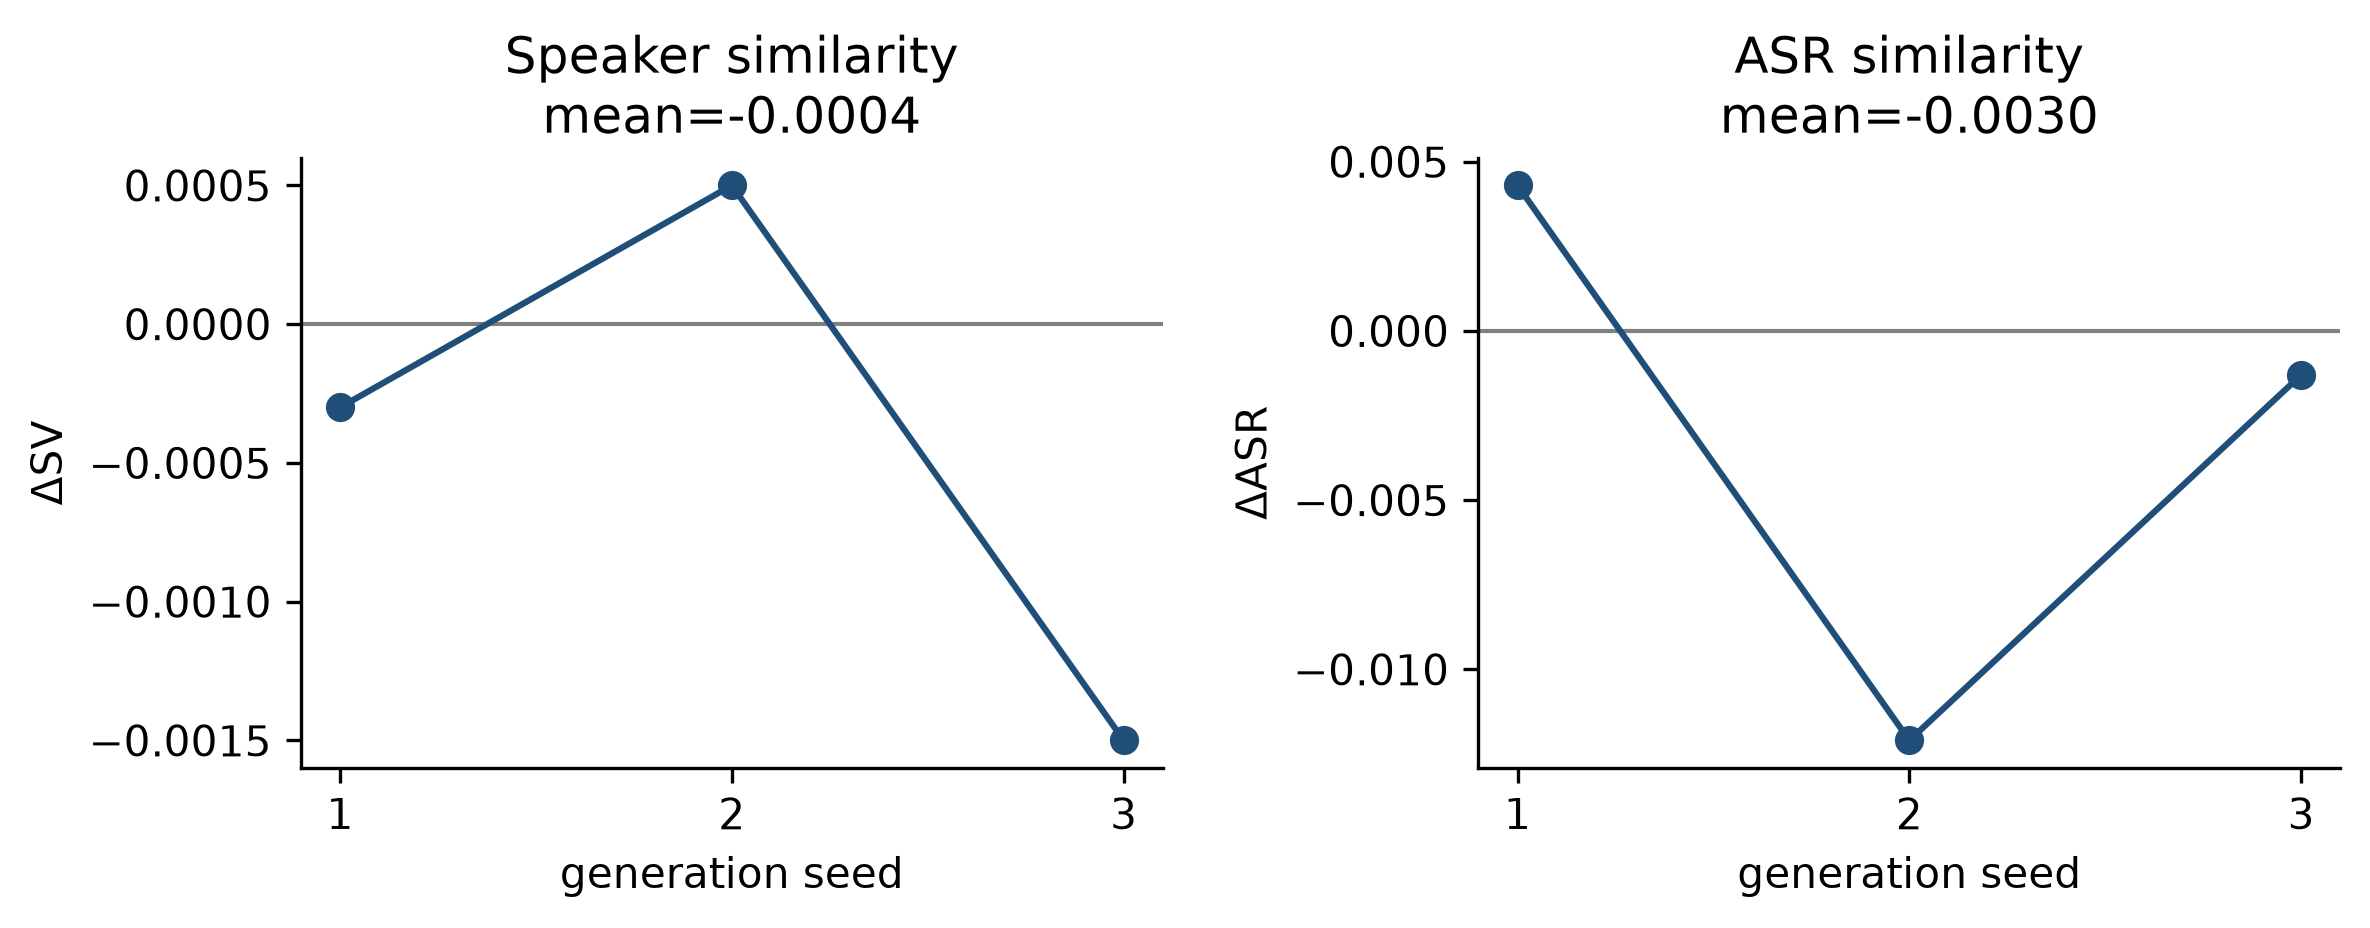 Speaker similarity
mean=-0.0004
0.0005
0.0000
−0.0005
−0.0010
−0.0015
ΔSV
1 2 3
generation seed
ASR similarity
mean=-0.0030
0.005
0.000
−0.005
−0.010
ΔASR
1 2 3
generation seed